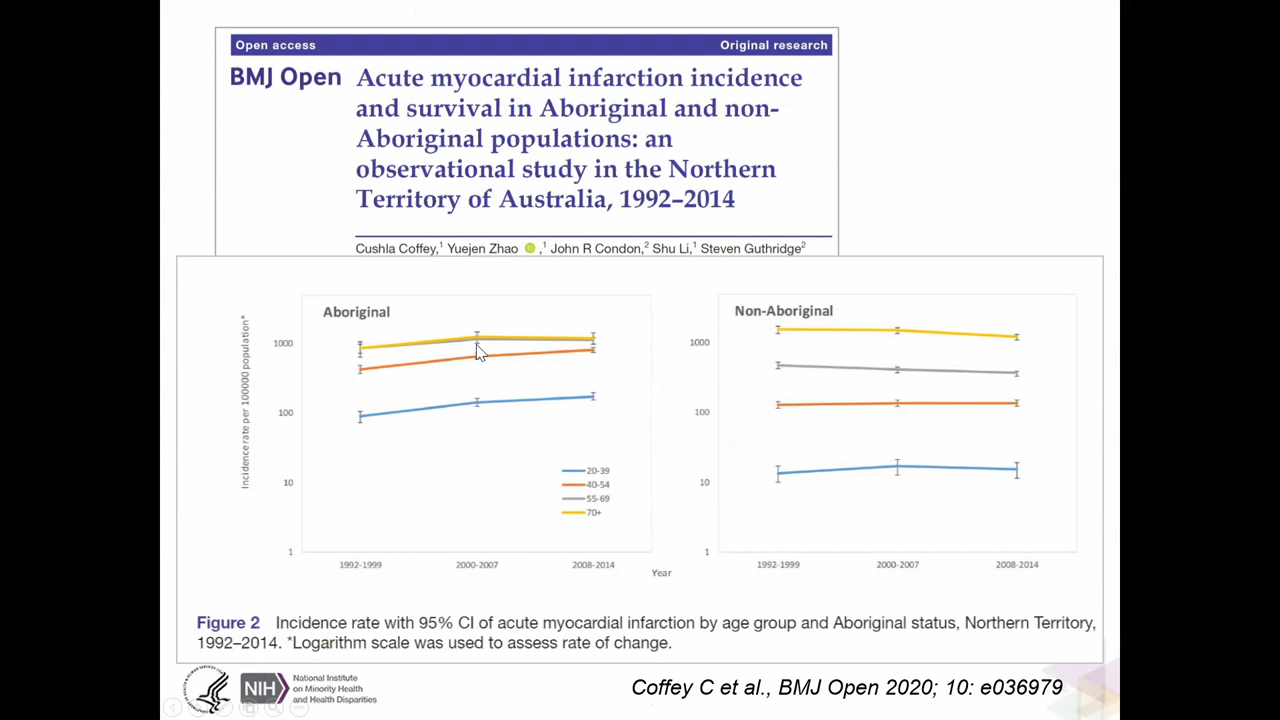 Open access
Original research
BMJ Open
Acute myocardial infarction incidence
and survival in Aboriginal and non-
Aboriginal populations: an
observational study in the Northern
Territory of Australia, 1992–2014
Cushla Coffey,1 Yuejen Zhao ,1 John R Condon,2 Shu Li,1 Steven Guthridge2
Aboriginal
Incidence rate per 100000 population*
1000
100
10
1
20-39
40-54
55-69
70+
1992-1999
2000-2007
2008-2014
Year
Non-Aboriginal
1000
100
10
1
1992-1999
2000-2007
2008-2014
Figure 2 Incidence rate with 95% CI of acute myocardial infarction by age group and Aboriginal status, Northern Territory,
1992–2014. *Logarithm scale was used to assess rate of change.
NIH
National Institute
on Minority Health
and Health Disparities
Coffey C et al., BMJ Open 2020; 10: e036979